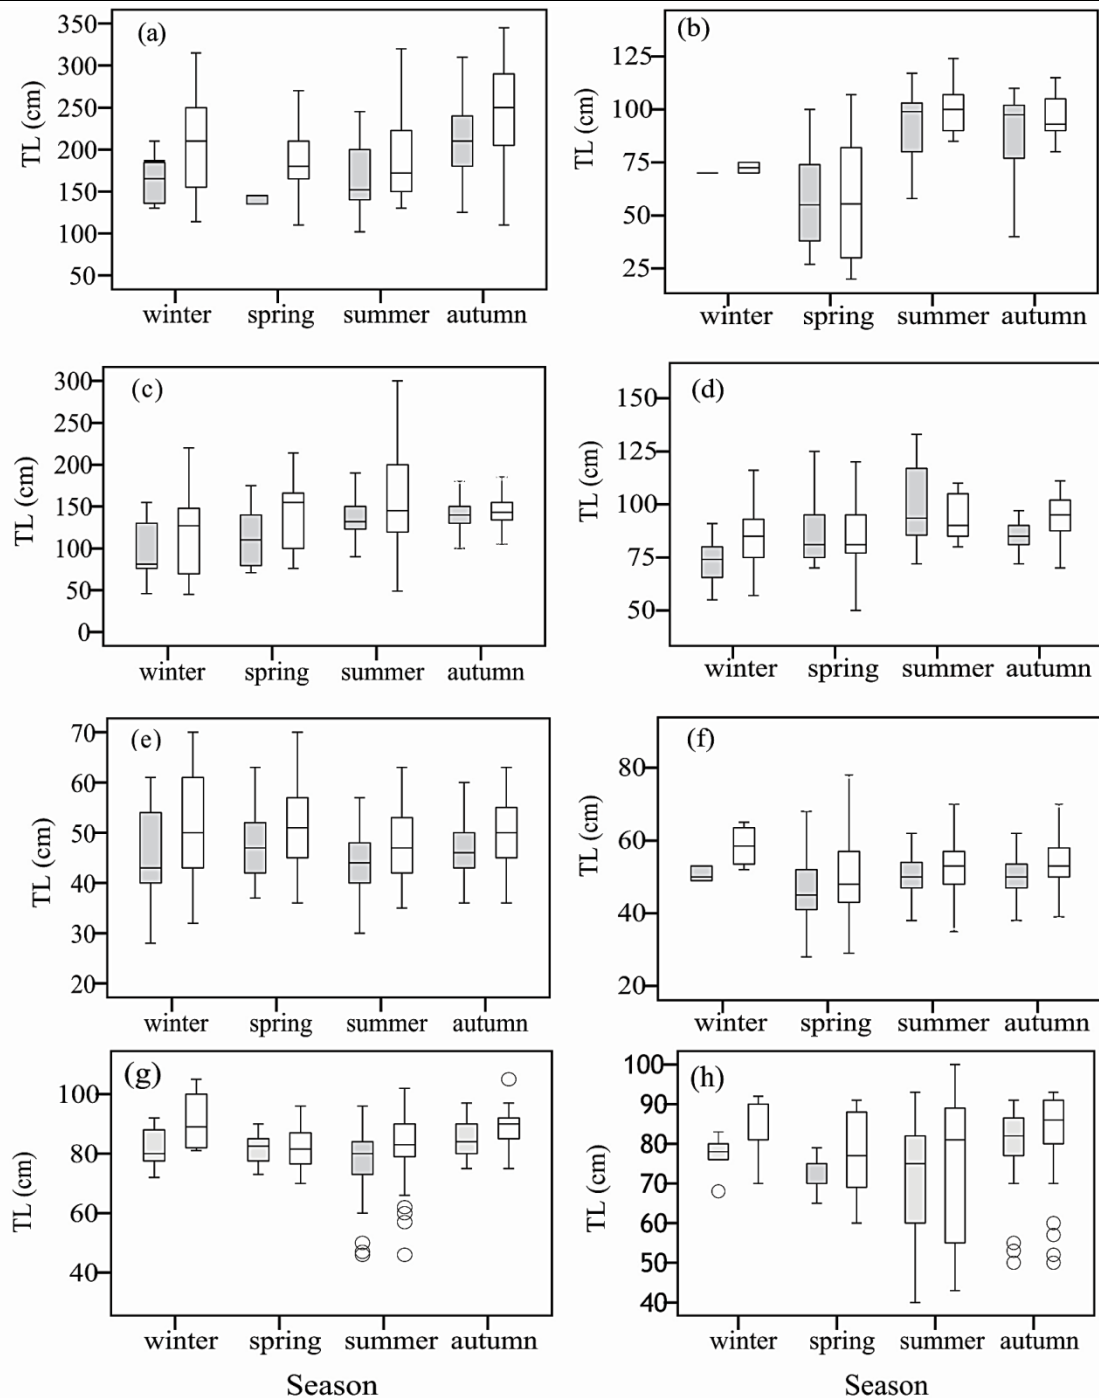 (a)
TL (cm)
350
300
250
200
150
100
50
winter spring summer autumn
(b)
TL (cm)
125
100
75
50
25
winter spring summer autumn
(c)
TL (cm)
300
250
200
150
100
50
0
winter spring summer autumn
(d)
TL (cm)
150
125
100
75
50
winter spring summer autumn
(e)
TL (cm)
70
60
50
40
30
20
winter spring summer autumn
(f)
TL (cm)
80
60
40
20
winter spring summer autumn
(g)
TL (cm)
100
80
60
40
winter spring summer autumn
Season
(h)
TL (cm)
100
90
80
70
60
50
40
winter spring summer autumn
Season